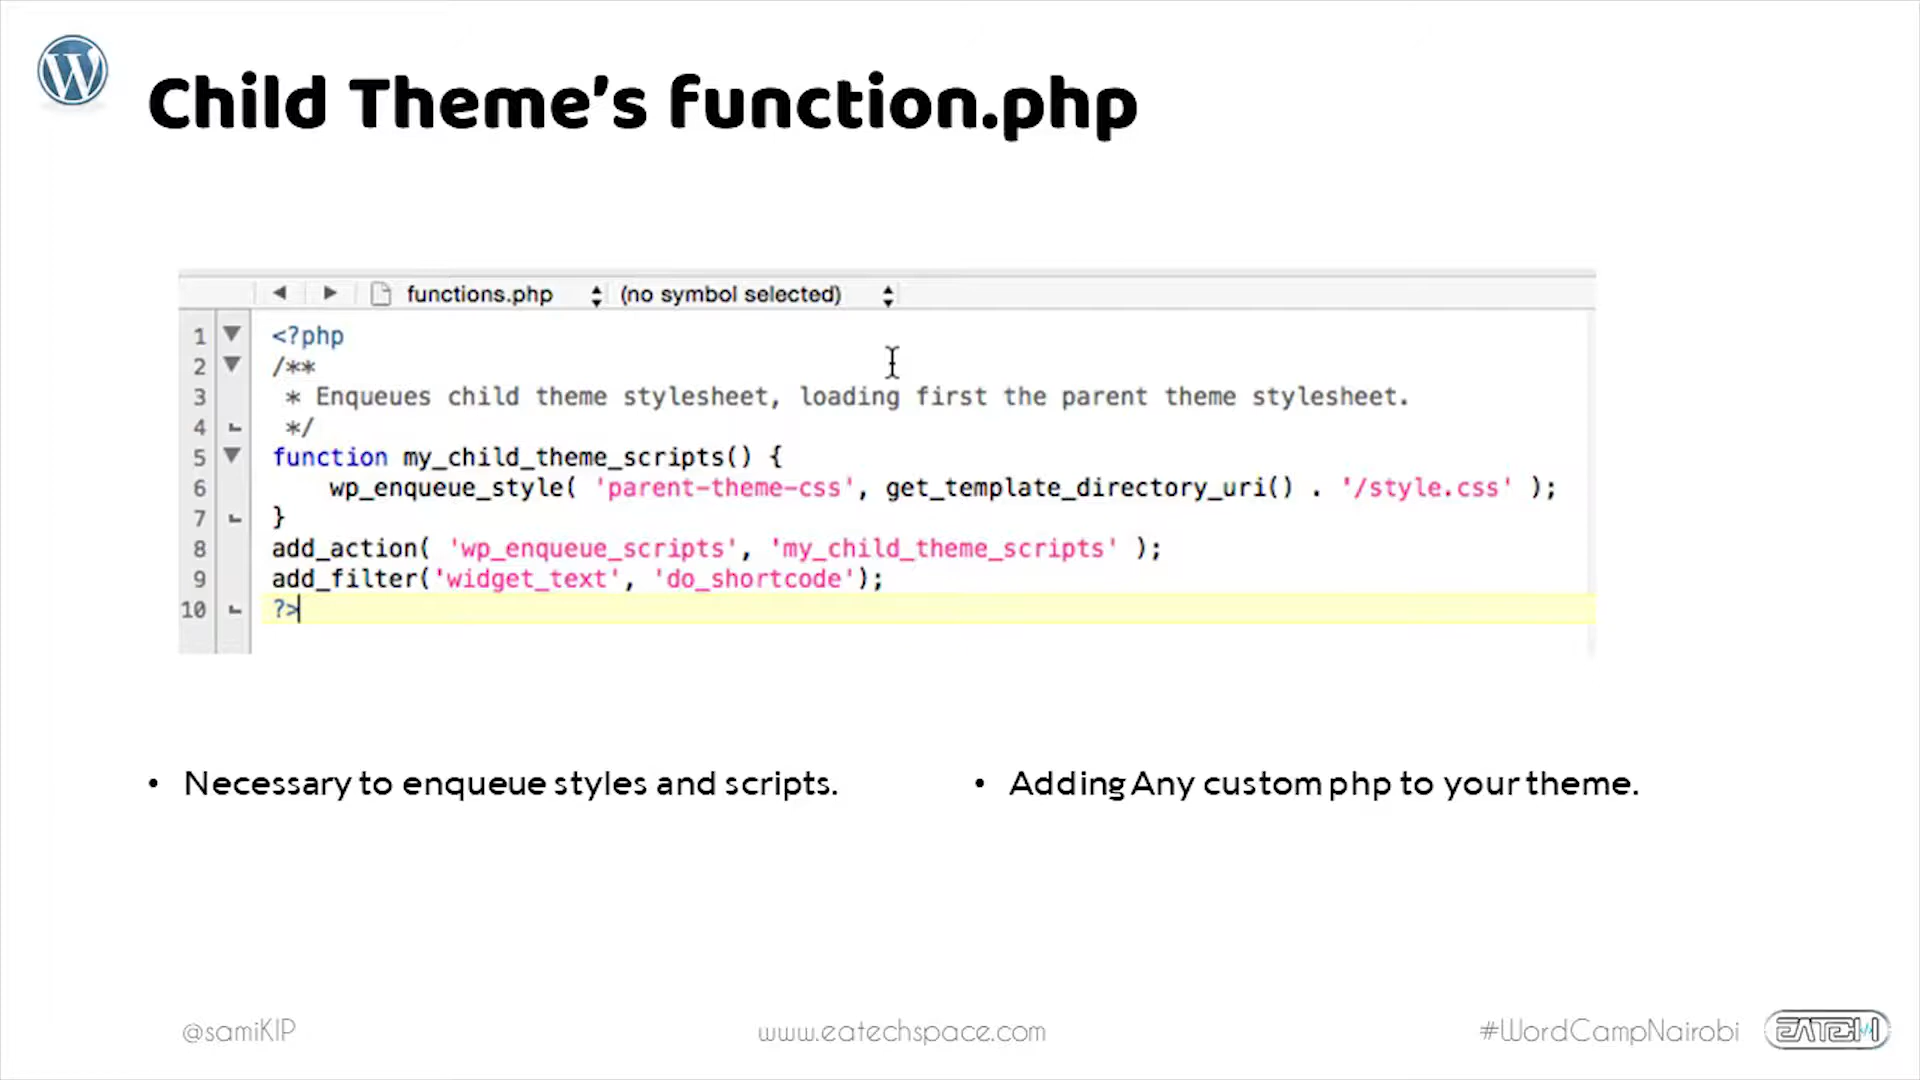 Child Theme's function.php
functions.php (no symbol selected)
1 <?php
2 /**
3 * Enqueues child theme stylesheet, loading first the parent theme stylesheet.
4 */
5 function my_child_theme_scripts() {
6 wp_enqueue_style( 'parent-theme-css', get_template_directory_uri() . '/style.css' );
7 }
8 add_action( 'wp_enqueue_scripts', 'my_child_theme_scripts' );
9 add_filter('widget_text', 'do_shortcode');
10 ?>
• Necessary to enqueue styles and scripts.
• Adding Any custom php to your theme.
@samiKIP www.eatechspace.com #WordCampNairobi EATECH